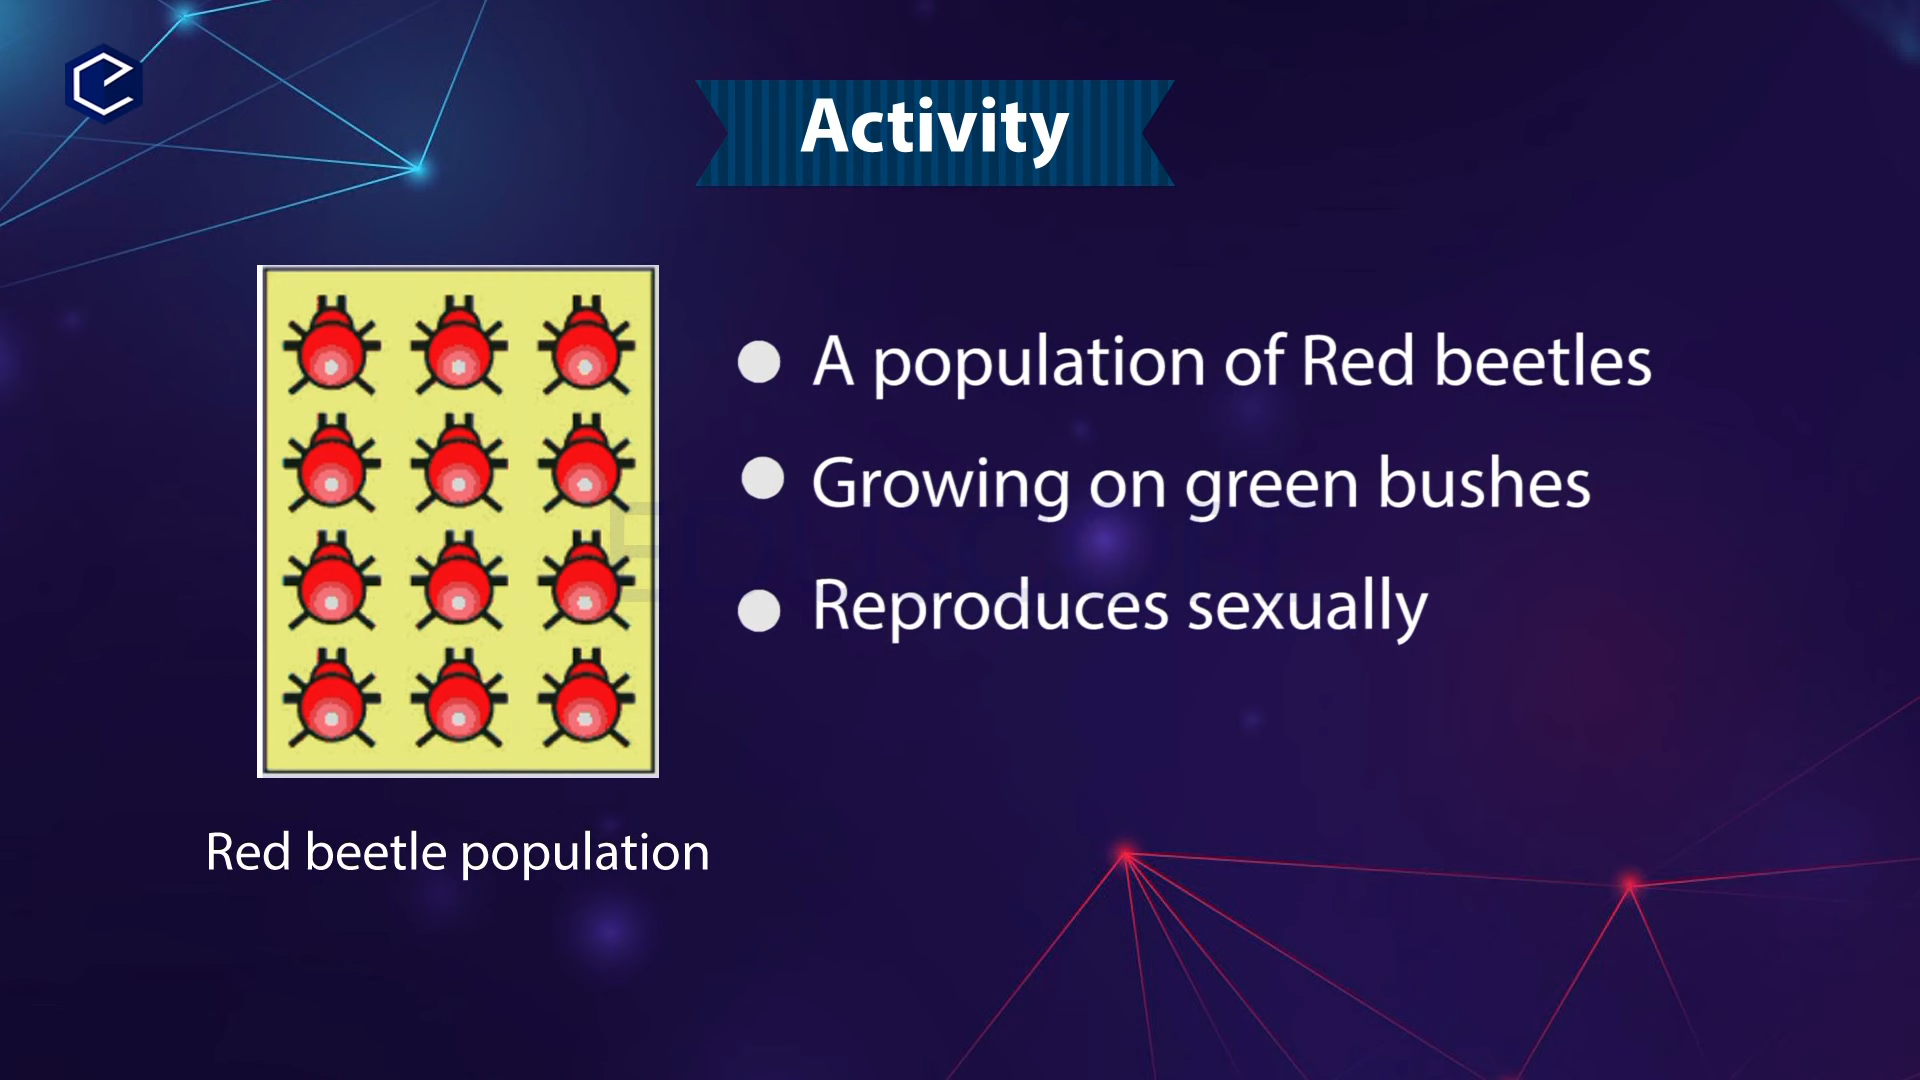 Activity
A population of Red beetles
Growing on green bushes
Reproduces sexually
Red beetle population